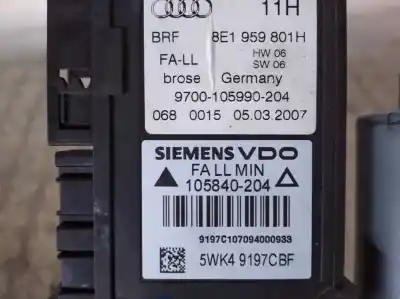 11H
BRF 8E1 959 801H
FA-LL HW 06
SW 06
brose Germany
9700-105990-204
068 0015 05.03.2007
SIEMENS VDO
FA LL MIN
105840-204
9197C107094000933
5WK4 9197CBF